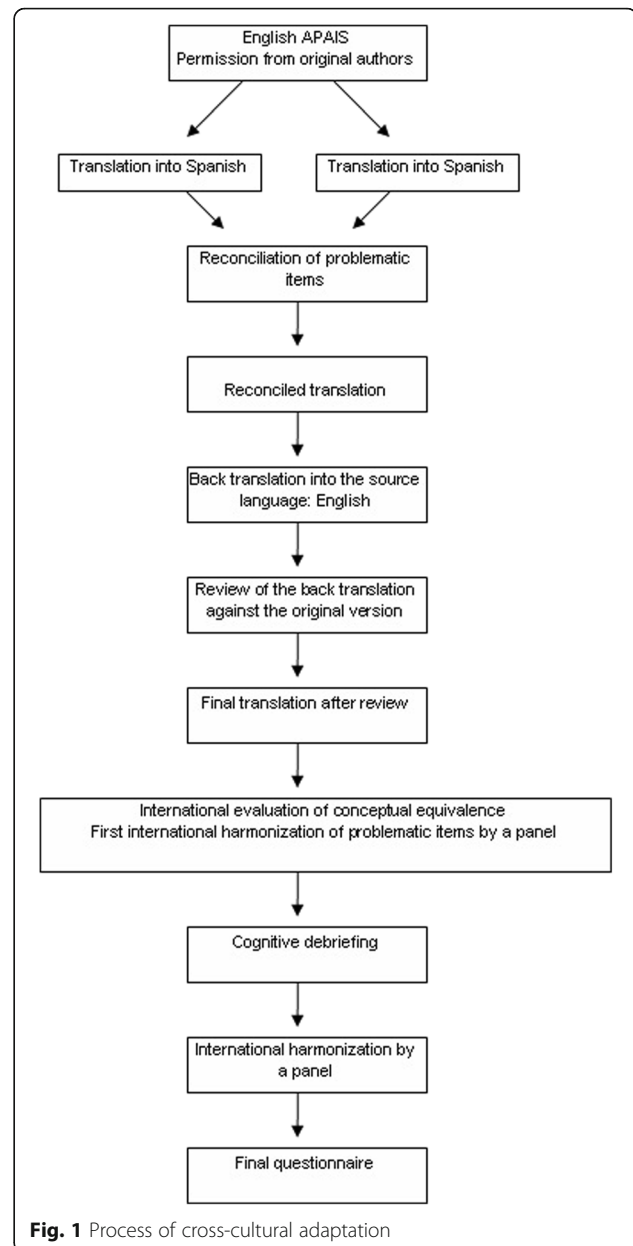 English APAIS
Permission from original authors
Translation into Spanish
Translation into Spanish
Reconciliation of problematic
items
Reconciled translation
Back translation into the source
language: English
Review of the back translation
against the original version
Final translation after review
International evaluation of conceptual equivalence
First international harmonization of problematic items by a panel
Cognitive debriefing
International harmonization by
a panel
Final questionnaire
Fig. 1 Process of cross-cultural adaptation